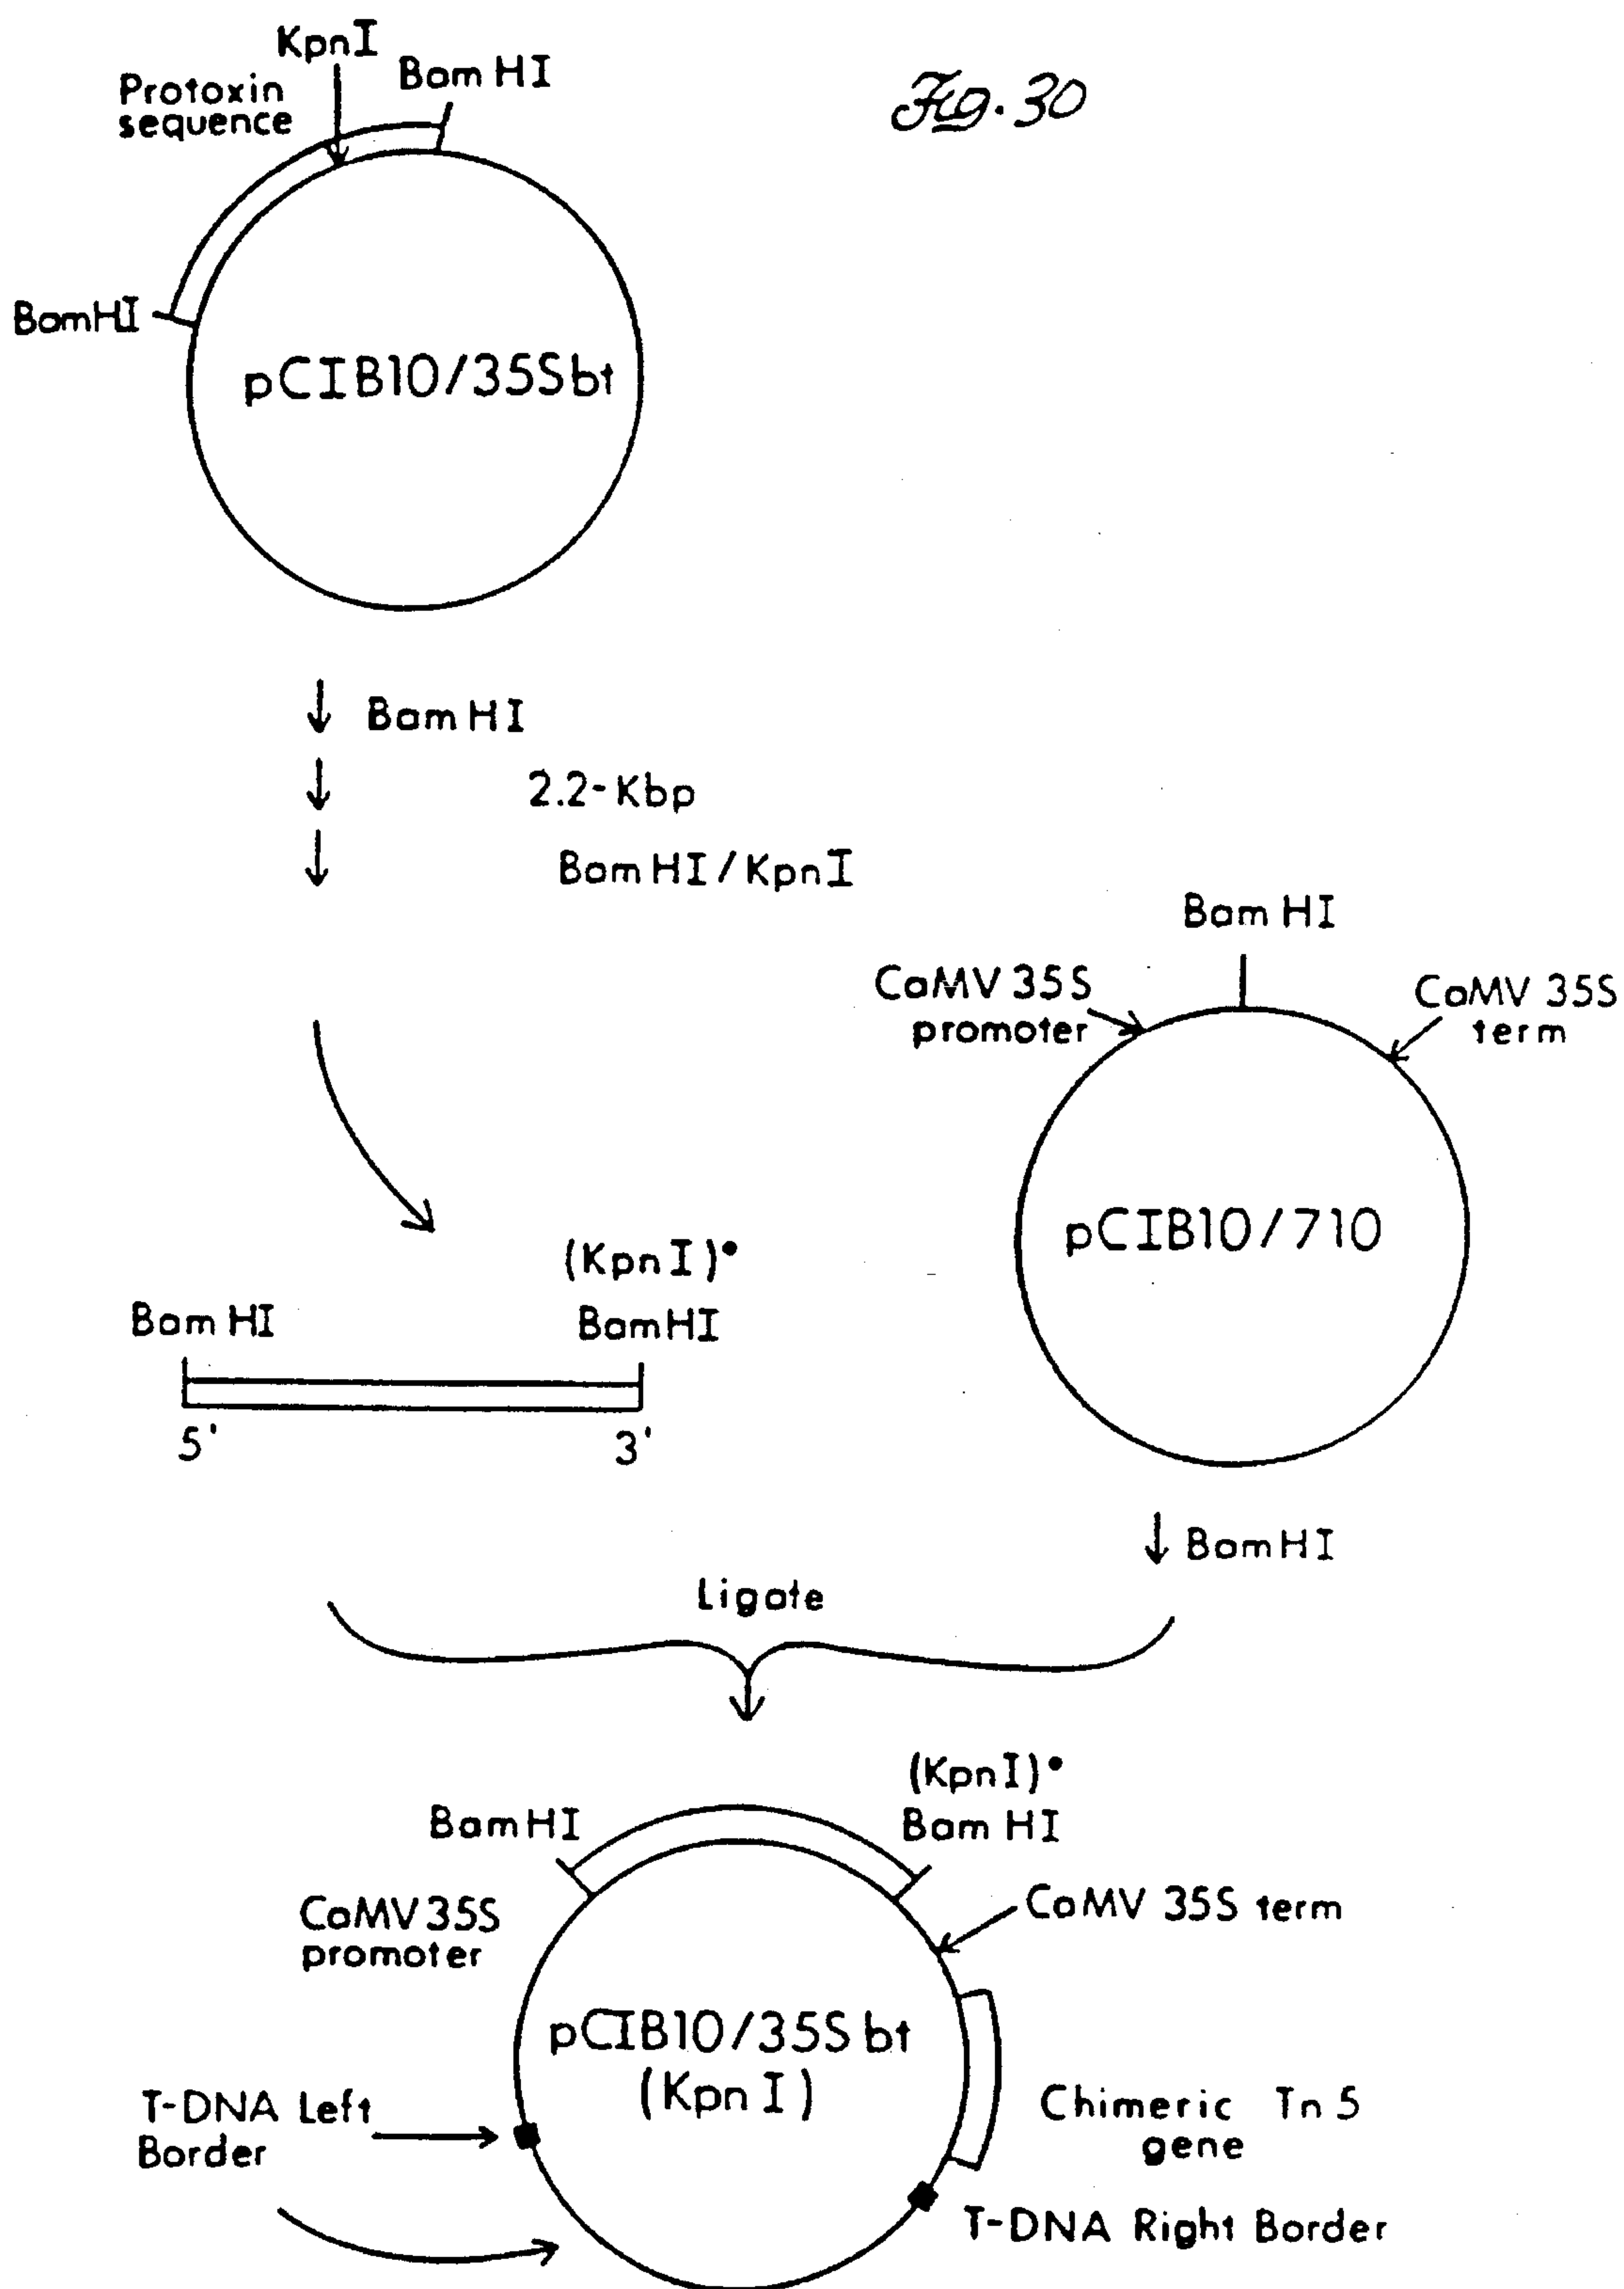 Fig. 30
KpnI
Bam HI
Protoxin
sequence
BamHI
pCIB10/35Sbt
Bam HI
2.2-Kbp
Bam HI/KpnI
Bam HI
CaMV 35S
promoter
CaMV 35S
term
pCIB10/710
(KpnI)•
Bam HI
BamHI
5'
3'
BamHI
Ligate
(KpnI)•
BamHI
Bam HI
CaMV 35S
promoter
CaMV 35S term
pCIB10/35S bt
(Kpn I)
T-DNA Left
Border
Chimeric Tn 5
gene
T-DNA Right Border